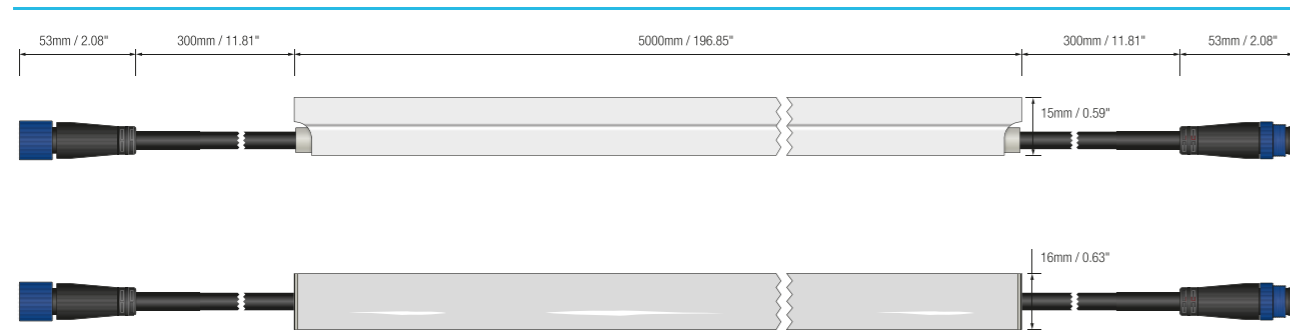 53mm / 2.08"
300mm / 11.81"
5000mm / 196.85"
300mm / 11.81"
53mm / 2.08"
15mm / 0.59"
16mm / 0.63"